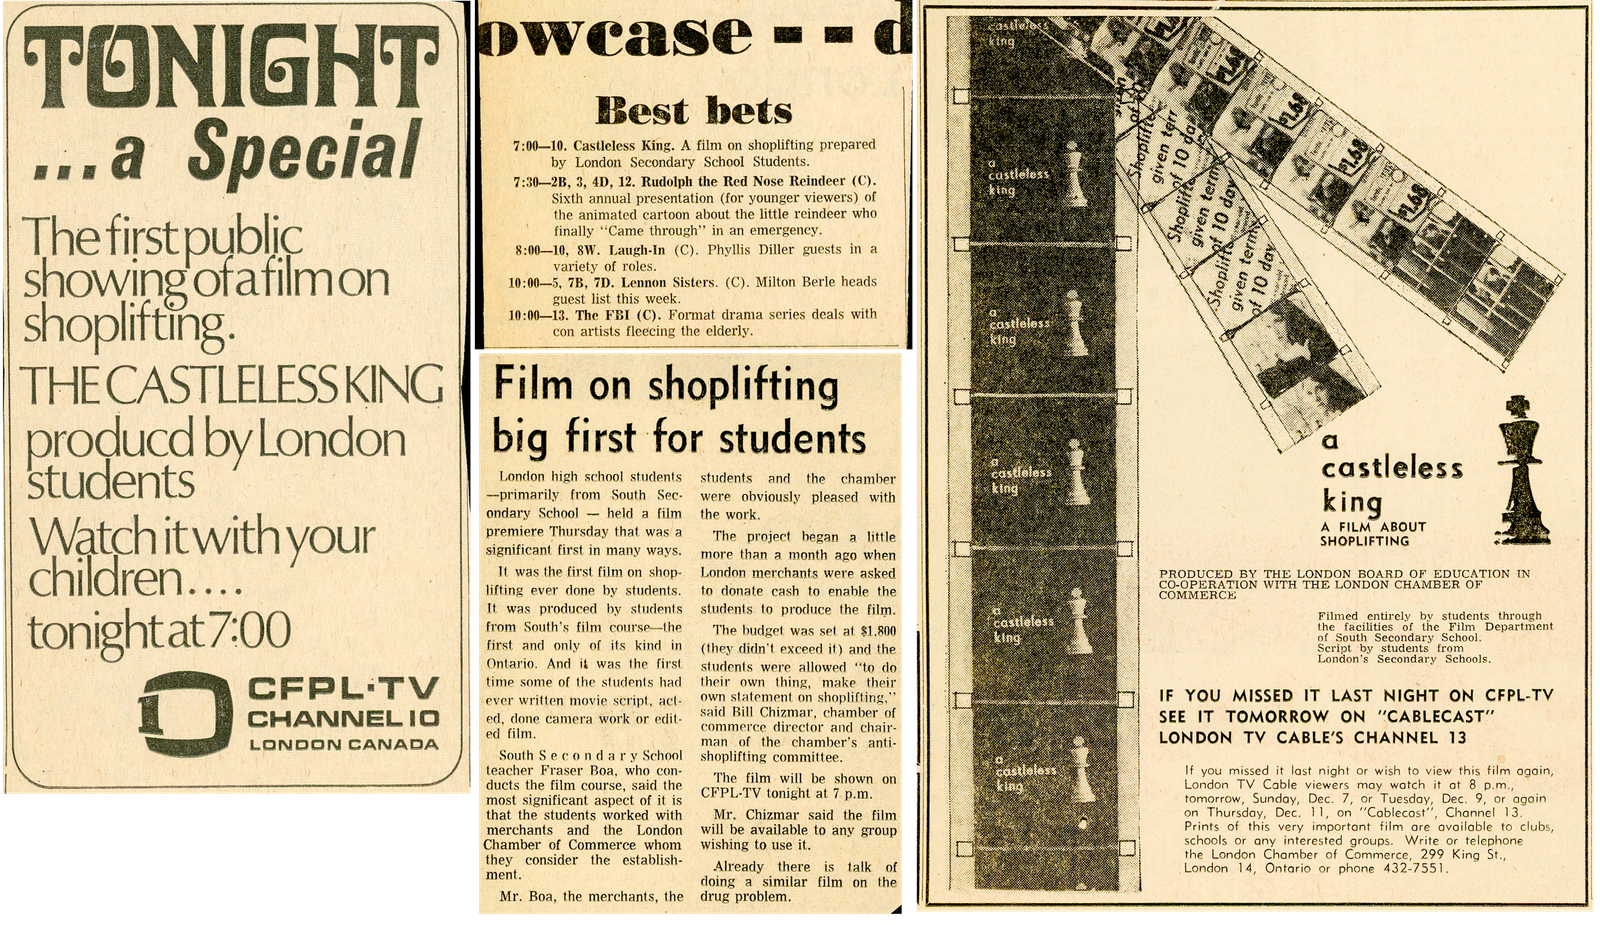 TONIGHT
...a Special
The first public
showing of a film on
shoplifting.
THE CASTLELESS KING
producd by London
students
Watch it with your
children....
tonight at 7:00
10
CFPL·TV
CHANNEL 10
LONDON CANADA
owcase -- d
Best bets
7:00—10. Castleless King. A film on shoplifting prepared
by London Secondary School Students.
7:30—2B, 3, 4D, 12. Rudolph the Red Nose Reindeer (C).
Sixth annual presentation (for younger viewers) of
the animated cartoon about the little reindeer who
finally "Came through" in an emergency.
8:00—10, 8W. Laugh-In (C). Phyllis Diller guests in a
variety of roles.
10:00—5, 7B, 7D. Lennon Sisters. (C). Milton Berle heads
guest list this week.
10:00—13. The FBI (C). Format drama series deals with
con artists fleecing the elderly.
Film on shoplifting
big first for students
London high school students
—primarily from South Sec-
ondary School — held a film
premiere Thursday that was a
significant first in many ways.
It was the first film on shop-
lifting ever done by students.
It was produced by students
from South's film course—the
first and only of its kind in
Ontario. And it was the first
time some of the students had
ever written movie script, act-
ed, done camera work or edit-
ed film.
South Secondary School
teacher Fraser Boa, who con-
ducts the film course, said the
most significant aspect of it is
that the students worked with
merchants and the London
Chamber of Commerce whom
they consider the establish-
ment.
Mr. Boa, the merchants, the
students and the chamber
were obviously pleased with
the work.
The project began a little
more than a month ago when
London merchants were asked
to donate cash to enable the
students to produce the film.
The budget was set at $1.800
(they didn't exceed it) and the
students were allowed "to do
their own thing, make their
own statement on shoplifting,"
said Bill Chizmar, chamber of
commerce director and chair-
man of the chamber's anti-
shoplifting committee.
The film will be shown on
CFPL-TV tonight at 7 p.m.
Mr. Chizmar said the film
will be available to any group
wishing to use it.
Already there is talk of
doing a similar film on the
drug problem.
castleless
king
a
castleless
king
a
castleless
king
a
castleless
king
a
castleless
king
a
castleless
king
Shoplifte
given term
of 10 day
Shoplifte
given term
of 10 day
Shoplifte
given term
of 10 day
$1.68
$1.68
$1.68
$1.68
a
castleless
king
A FILM ABOUT
SHOPLIFTING
PRODUCED BY THE LONDON BOARD OF EDUCATION IN
CO-OPERATION WITH THE LONDON CHAMBER OF
COMMERCE
Filmed entirely by students through
the facilities of the Film Department
of South Secondary School.
Script by students from
London's Secondary Schools.
IF YOU MISSED IT LAST NIGHT ON CFPL-TV
SEE IT TOMORROW ON "CABLECAST"
LONDON TV CABLE'S CHANNEL 13
If you missed it last night or wish to view this film again,
London TV Cable viewers may watch it at 8 p.m.,
tomorrow, Sunday, Dec. 7, or Tuesday, Dec. 9, or again
on Thursday, Dec. 11, on "Cablecast", Channel 13.
Prints of this very important film are available to clubs,
schools or any interested groups. Write or telephone
the London Chamber of Commerce, 299 King St.,
London 14, Ontario or phone 432-7551.